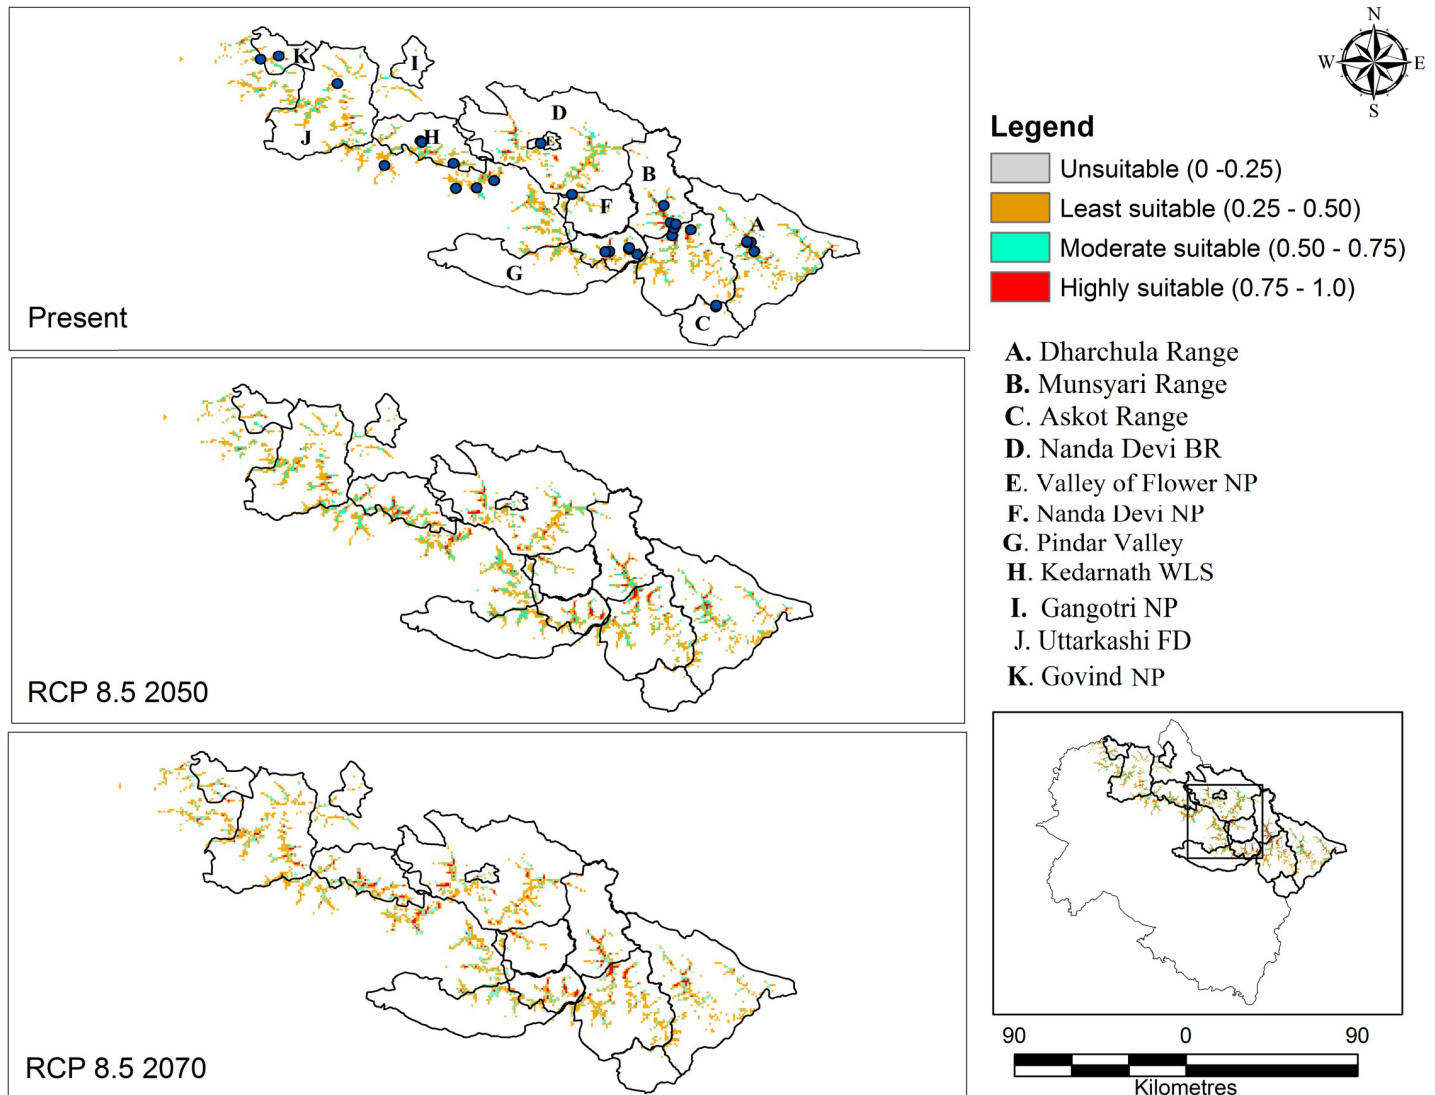 K
I
J
H
D
E
B
F
A
G
C
Present
RCP 8.5 2050
RCP 8.5 2070
N
W
E
S
Legend
Unsuitable (0 -0.25)
Least suitable (0.25 - 0.50)
Moderate suitable (0.50 - 0.75)
Highly suitable (0.75 - 1.0)
A. Dharchula Range
B. Munsyari Range
C. Askot Range
D. Nanda Devi BR
E. Valley of Flower NP
F. Nanda Devi NP
G. Pindar Valley
H. Kedarnath WLS
I. Gangotri NP
J. Uttarkashi FD
K. Govind NP
90 0 90
Kilometres